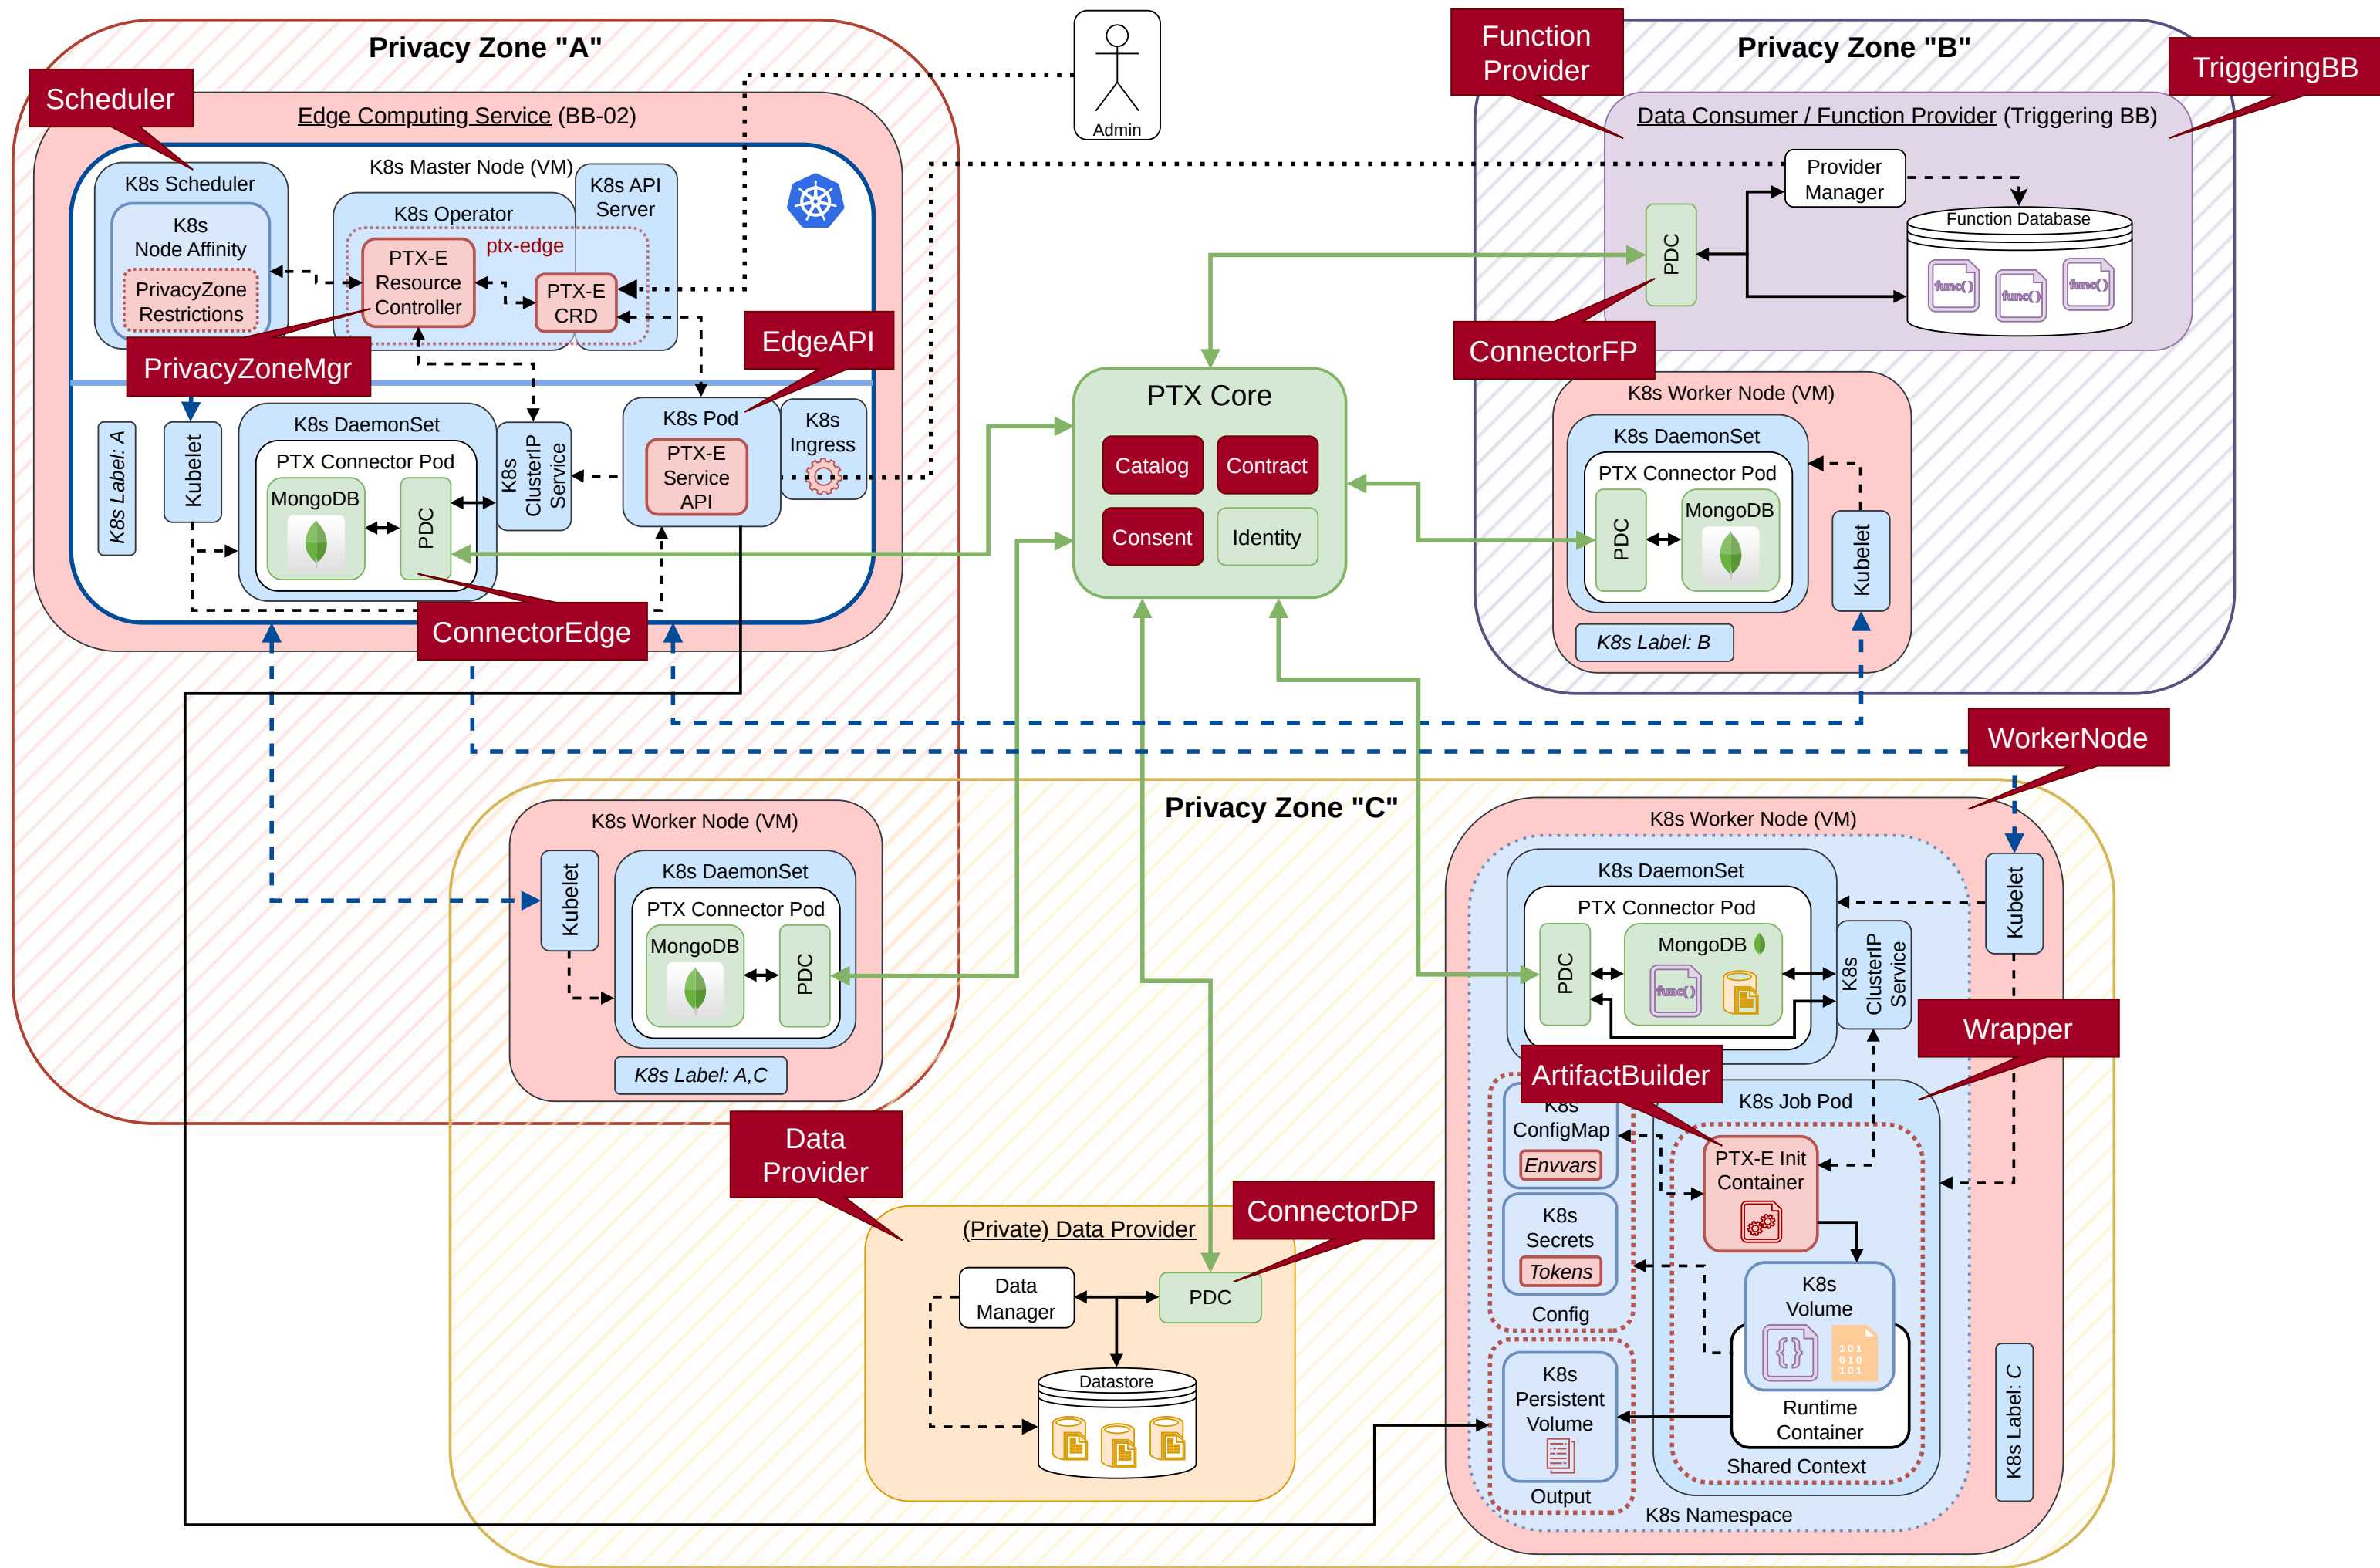 Privacy Zone "A"
Scheduler
Edge Computing Service (BB-02)
K8s Master Node (VM)
K8s Scheduler
K8s
Node Affinity
PrivacyZone
Restrictions
K8s Operator
ptx-edge
PTX-E
Resource
Controller
K8s API
Server
PTX-E
CRD
PrivacyZoneMgr
EdgeAPI
K8s Label: A
Kubelet
K8s DaemonSet
PTX Connector Pod
MongoDB
PDC
K8s
ClusterIP
Service
K8s Pod
PTX-E
Service
API
K8s
Ingress
ConnectorEdge
Admin
PTX Core
Catalog
Contract
Consent
Identity
Function
Provider
Privacy Zone "B"
TriggeringBB
Data Consumer / Function Provider (Triggering BB)
Provider
Manager
PDC
Function Database
func( )
func( )
func( )
ConnectorFP
K8s Worker Node (VM)
K8s DaemonSet
PTX Connector Pod
PDC
MongoDB
Kubelet
K8s Label: B
Privacy Zone "C"
K8s Worker Node (VM)
Kubelet
K8s DaemonSet
PTX Connector Pod
MongoDB
PDC
K8s Label: A,C
Data
Provider
(Private) Data Provider
ConnectorDP
Data
Manager
PDC
Datastore
WorkerNode
K8s Worker Node (VM)
K8s DaemonSet
PTX Connector Pod
PDC
MongoDB
func( )
K8s
ClusterIP
Service
Kubelet
Wrapper
ArtifactBuilder
K8s
ConfigMap
Envvars
K8s
Secrets
Tokens
Config
K8s
Persistent
Volume
Output
K8s Job Pod
PTX-E Init
Container
K8s
Volume
{ }
101
010
101
Runtime
Container
Shared Context
K8s Namespace
K8s Label: C